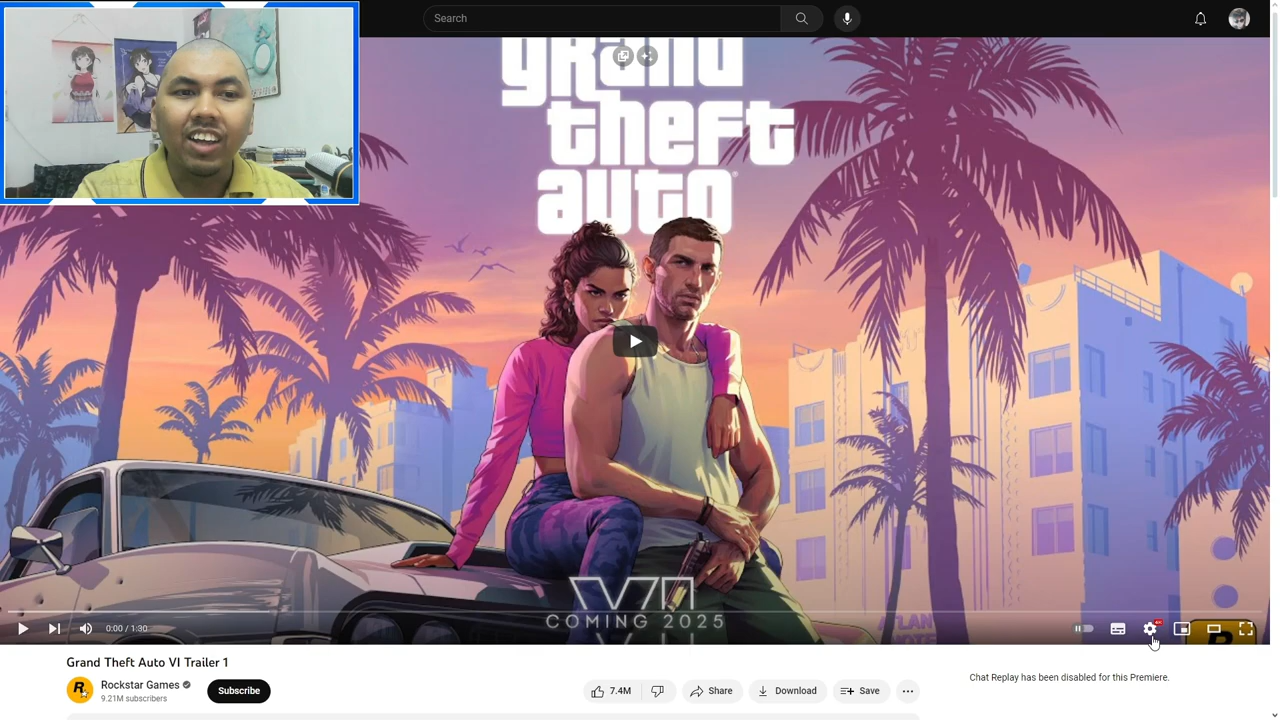 Search
grand
theft
auto
VI
COMING 2025
0:00 / 1:30
Grand Theft Auto VI Trailer 1
Rockstar Games
9.21M subscribers
Subscribe
7.4M
Share
Download
Save
Chat Replay has been disabled for this Premiere.